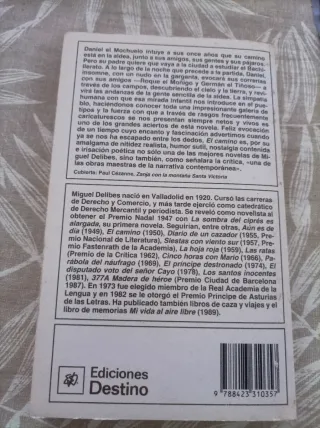 Daniel el Mochuelo intuye a sus once años que su camino
está en la aldea, junto a sus amigos, sus gentes y sus pájaros.
Pero su padre quiere que vaya a la ciudad a estudiar el Bachi-
llerato. A lo largo de la noche que precede a la partida, Daniel,
insomne, con un nudo en la garganta, evocará sus correrías
con sus amigos —Roque el Moñigo y Germán el Tiñoso— a
través de los campos, descubriendo el cielo y la tierra, y revi-
virá las andanzas de la gente sencilla de la aldea. La simpatía
humana con que esa mirada infantil nos introduce en el pue-
blo, haciéndonos conocer toda una impresionante galería de
tipos y la fuerza con que a través de rasgos frecuentemente
caricaturescos se nos presentan siempre netos y vivos es
uno de los grandes aciertos de esta novela. Feliz evocación
de un tiempo cuyo encanto y fascinación advertimos cuando
ya se nos ha escapado entre los dedos, El camino es, por su
amalgama de nitidez realista, humor sutil, nostalgia contenida
e irisación poética no sólo una de las mejores novelas de Mi-
guel Delibes, sino también, como señalara la crítica, «una de
las obras maestras de la narrativa contemporánea».
Cubierta: Paul Cézanne, Zanja con la montaña Santa Victoria
Miguel Delibes nació en Valladolid en 1920. Cursó las carreras
de Derecho y Comercio, y más tarde ejerció como catedrático
de Derecho Mercantil y periodista. Se reveló como novelista al
obtener el Premio Nadal 1947 con La sombra del ciprés es
alargada, su primera novela. Seguirían, entre otras, Aún es de
día (1949), El camino (1950), Diario de un cazador (1955, Pre-
mio Nacional de Literatura), Siestas con viento sur (1957, Pre-
mio Fastenrath de la Academia), La hoja roja (1959), Las ratas
(Premio de la Crítica 1962), Cinco horas con Mario (1966), Pa-
rábola del náufrago (1969), El príncipe destronado (1974), El
disputado voto del señor Cayo (1978), Los santos inocentes
(1981), 377A Madera de héroe (Premio Ciudad de Barcelona
1987). En 1973 fue elegido miembro de la Real Academia de la
Lengua y en 1982 se le otorgó el Premio Príncipe de Asturias
de las Letras. Ha publicado también libros de caza y viajes y el
libro de memorias Mi vida al aire libre (1989).
Ediciones
Destino
9 788423 310357